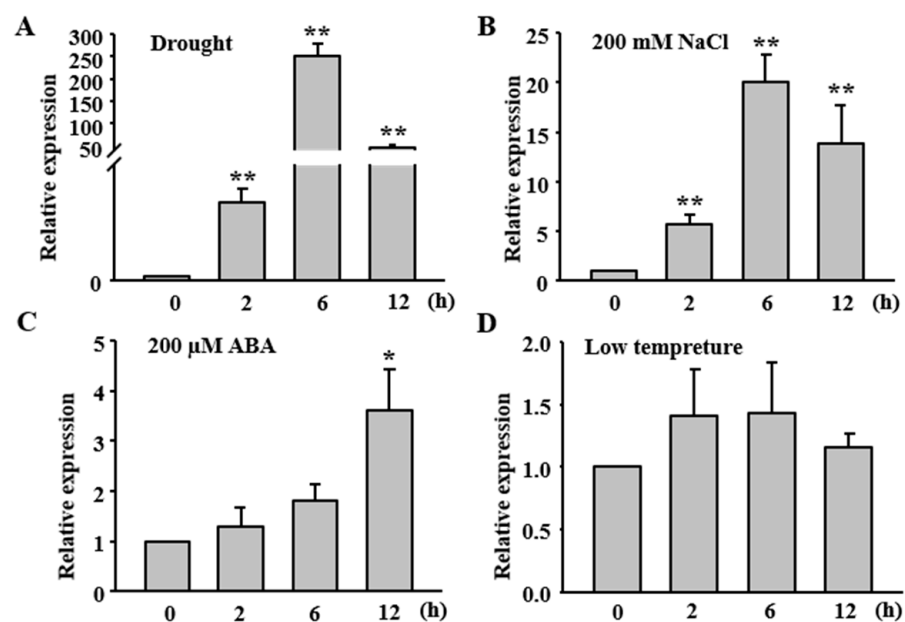 A
Drought
Relative expression
300
250
200
150
100
50
0
**
**
**
0 2 6 12 (h)
B
200 mM NaCl
Relative expression
25
20
15
10
5
0
**
**
**
0 2 6 12 (h)
C
200 μM ABA
Relative expression
5
4
3
2
1
0
*
0 2 6 12 (h)
D
Low tempreture
Relative expression
2.0
1.5
1.0
0.5
0.0
0 2 6 12 (h)